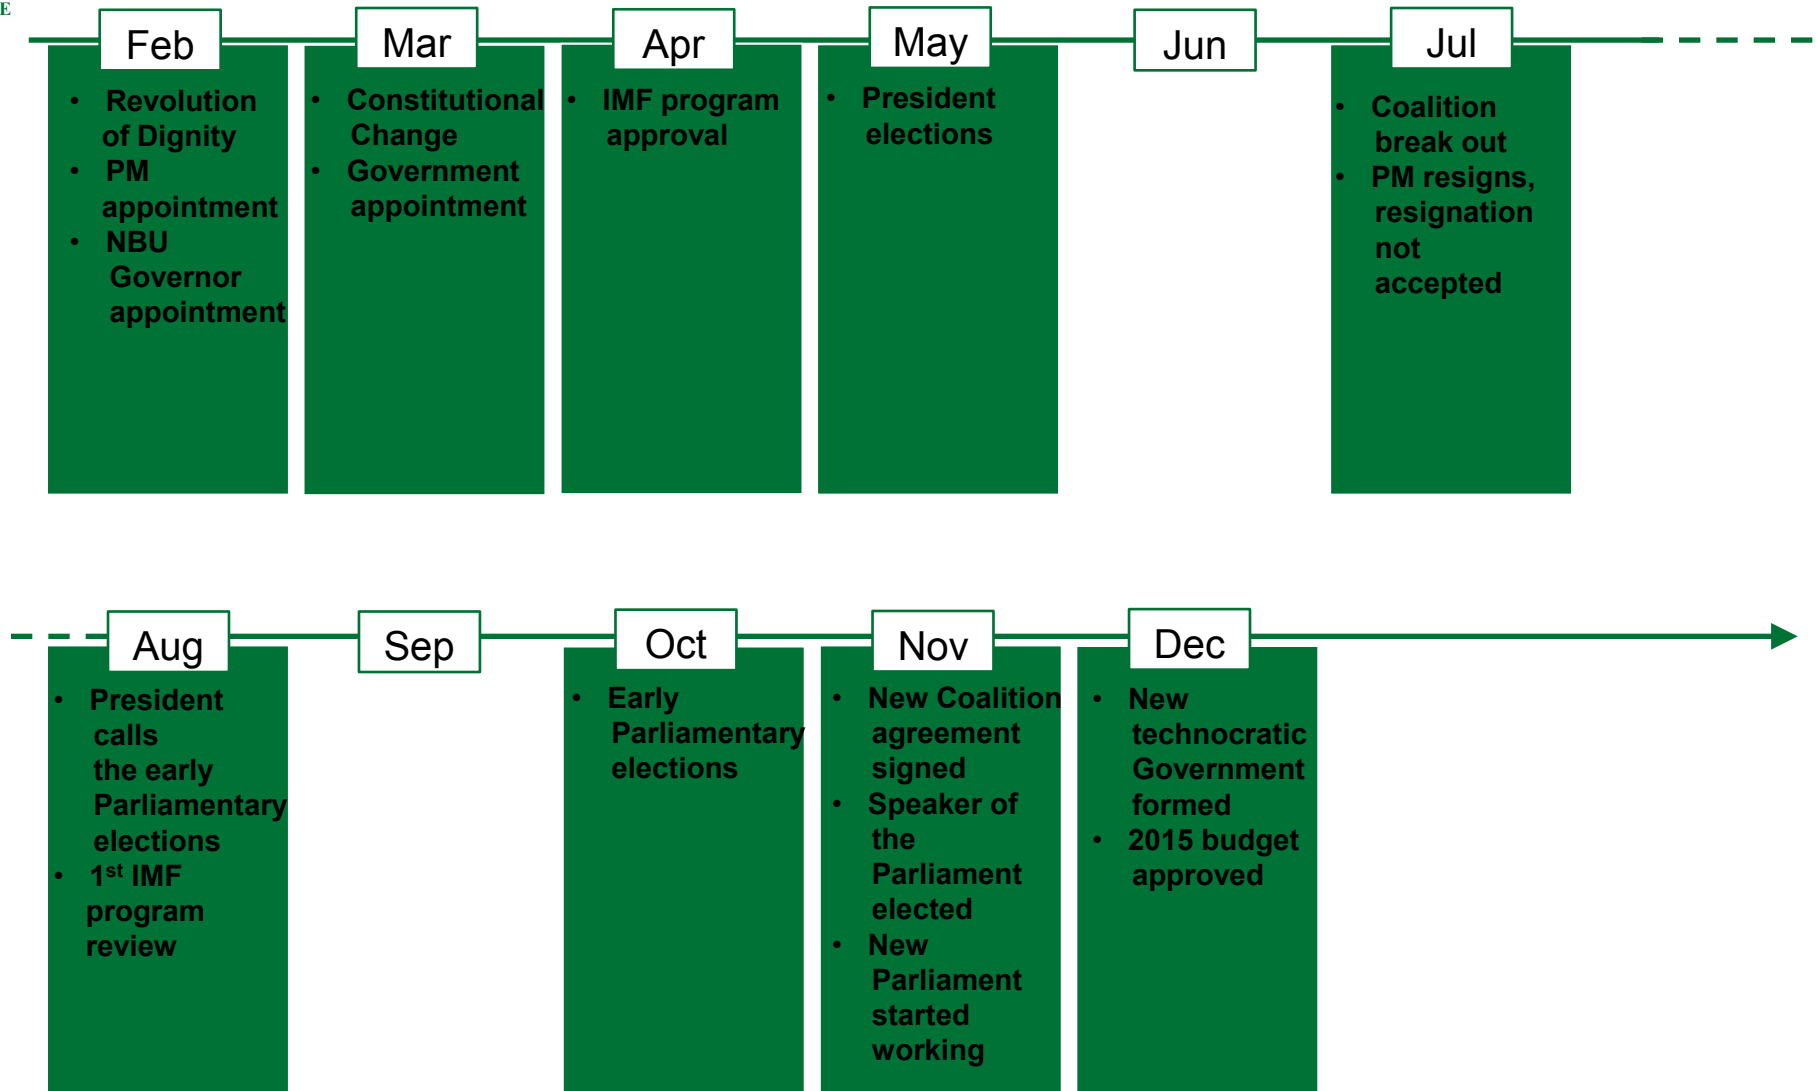 E
Feb
• Revolution
of Dignity
• PM
appointment
• NBU
Governor
appointment
Mar
• Constitutional
Change
• Government
appointment
Apr
• IMF program
approval
May
• President
elections
Jun
Jul
• Coalition
break out
• PM resigns,
resignation
not
accepted
Aug
• President
calls
the early
Parliamentary
elections
• 1st IMF
program
review
Sep
Oct
• Early
Parliamentary
elections
Nov
• New Coalition
agreement
signed
• Speaker of
the
Parliament
elected
• New
Parliament
started
working
Dec
• New
technocratic
Government
formed
• 2015 budget
approved